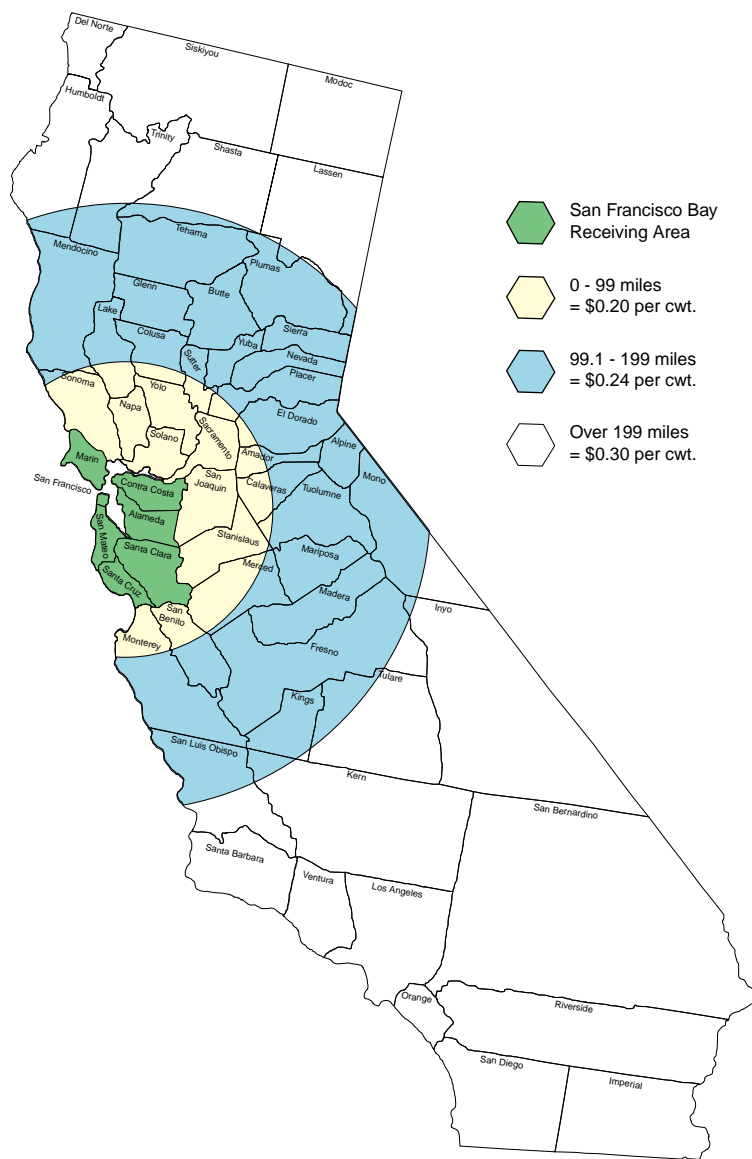 Del Norte
Siskiyou
Modoc
Humboldt
Trinity
Shasta
Lassen
San Francisco Bay
Receiving Area
Tehama
Mendocino
Plumas
0 - 99 miles
= $0.20 per cwt.
Glenn
Butte
Lake
Colusa
Sierra
Yuba
Nevada
Sutter
Placer
99.1 - 199 miles
= $0.24 per cwt.
Sonoma
Yolo
Napa
El Dorado
Solano
Sacramento
Alpine
Over 199 miles
= $0.30 per cwt.
Marin
Amador
Mono
San Francisco
Contra Costa
San
Joaquin
Calaveras
Tuolumne
Alameda
San Mateo
Santa Clara
Stanislaus
Mariposa
Merced
Santa Cruz
Madera
San
Benito
Inyo
Monterey
Fresno
Tulare
Kings
San Luis Obispo
Kern
San Bernardino
Santa Barbara
Ventura
Los Angeles
Orange
Riverside
San Diego
Imperial